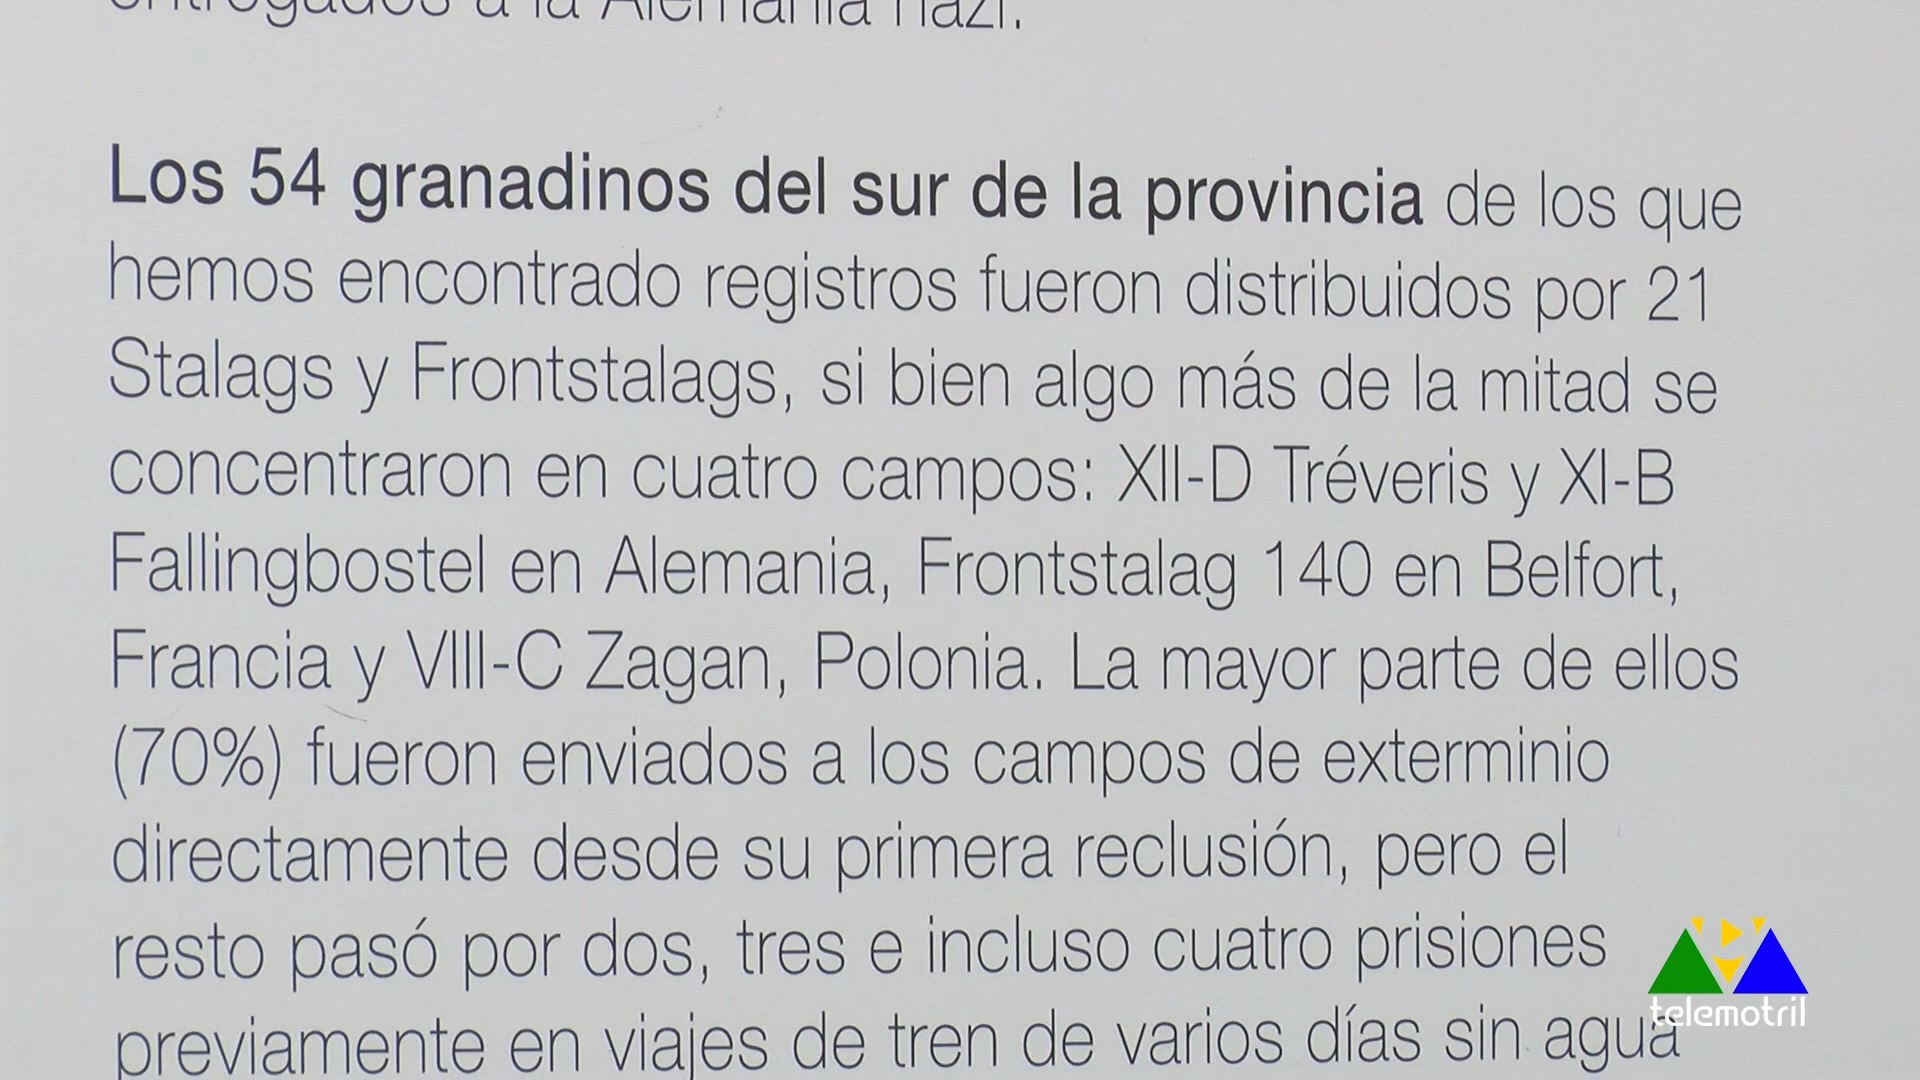 entregados a la Alemania nazi.
Los 54 granadinos del sur de la provincia de los que
hemos encontrado registros fueron distribuidos por 21
Stalags y Frontstalags, si bien algo más de la mitad se
concentraron en cuatro campos: XII-D Tréveris y XI-B
Fallingbostel en Alemania, Frontstalag 140 en Belfort,
Francia y VIII-C Zagan, Polonia. La mayor parte de ellos
(70%) fueron enviados a los campos de exterminio
directamente desde su primera reclusión, pero el
resto pasó por dos, tres e incluso cuatro prisiones
previamente en viajes de tren de varios días sin agua
telemotril